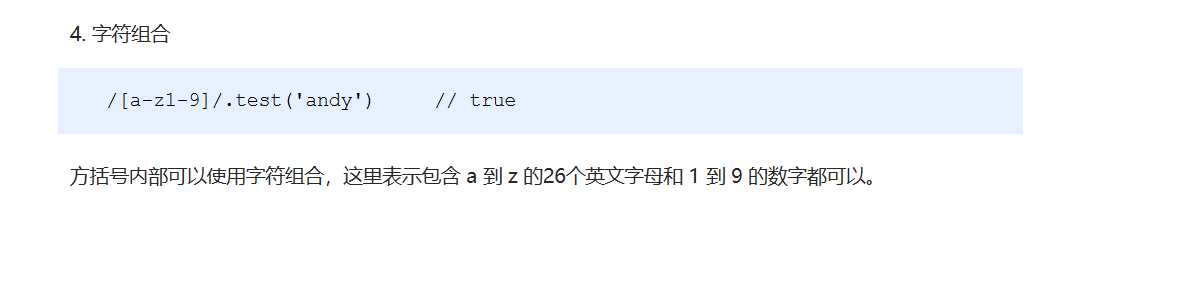 4. 字符组合
/[a-z1-9]/.test('andy')     // true
方括号内部可以使用字符组合，这里表示包含 a 到 z 的26个英文字母和 1 到 9 的数字都可以。